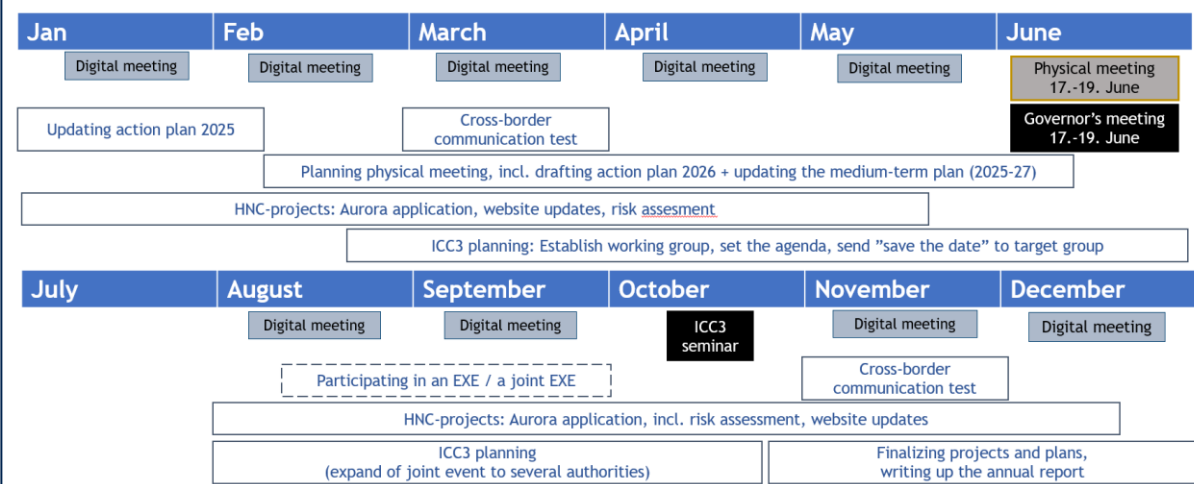 Jan Feb March April May June
Digital meeting Digital meeting Digital meeting Digital meeting Digital meeting Physical meeting
17.-19. June
Updating action plan 2025
Cross-border
communication test
Governor's meeting
17.-19. June
Planning physical meeting, incl. drafting action plan 2026 + updating the medium-term plan (2025-27)
HNC-projects: Aurora application, website updates, risk assesment
ICC3 planning: Establish working group, set the agenda, send ”save the date” to target group
July August September October November December
Digital meeting Digital meeting ICC3
seminar
Digital meeting Digital meeting
Participating in an EXE / a joint EXE
Cross-border
communication test
HNC-projects: Aurora application, incl. risk assessment, website updates
ICC3 planning
(expand of joint event to several authorities)
Finalizing projects and plans,
writing up the annual report